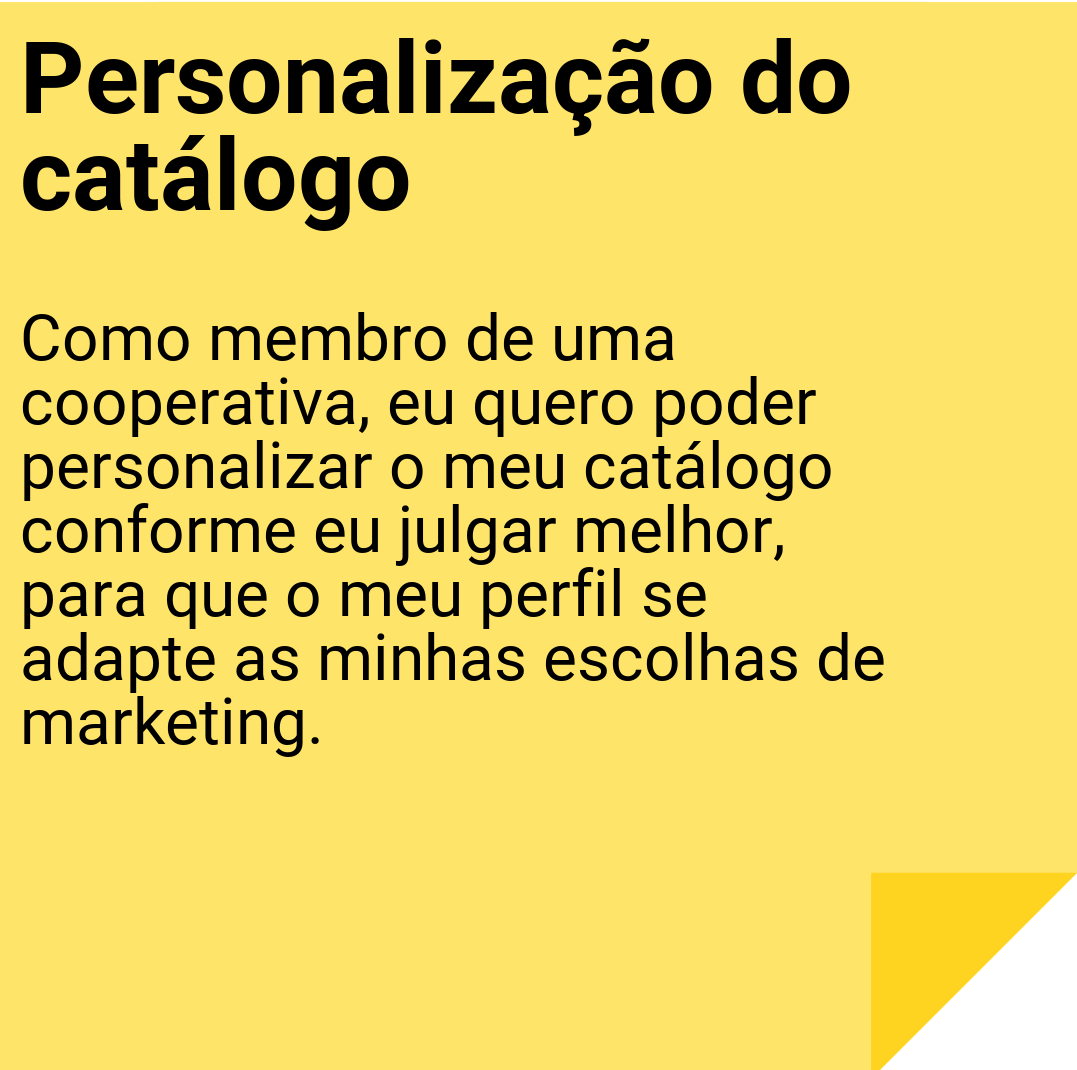 Personalização do
catálogo
Como membro de uma
cooperativa, eu quero poder
personalizar o meu catálogo
conforme eu julgar melhor,
para que o meu perfil se
adapte as minhas escolhas de
marketing.